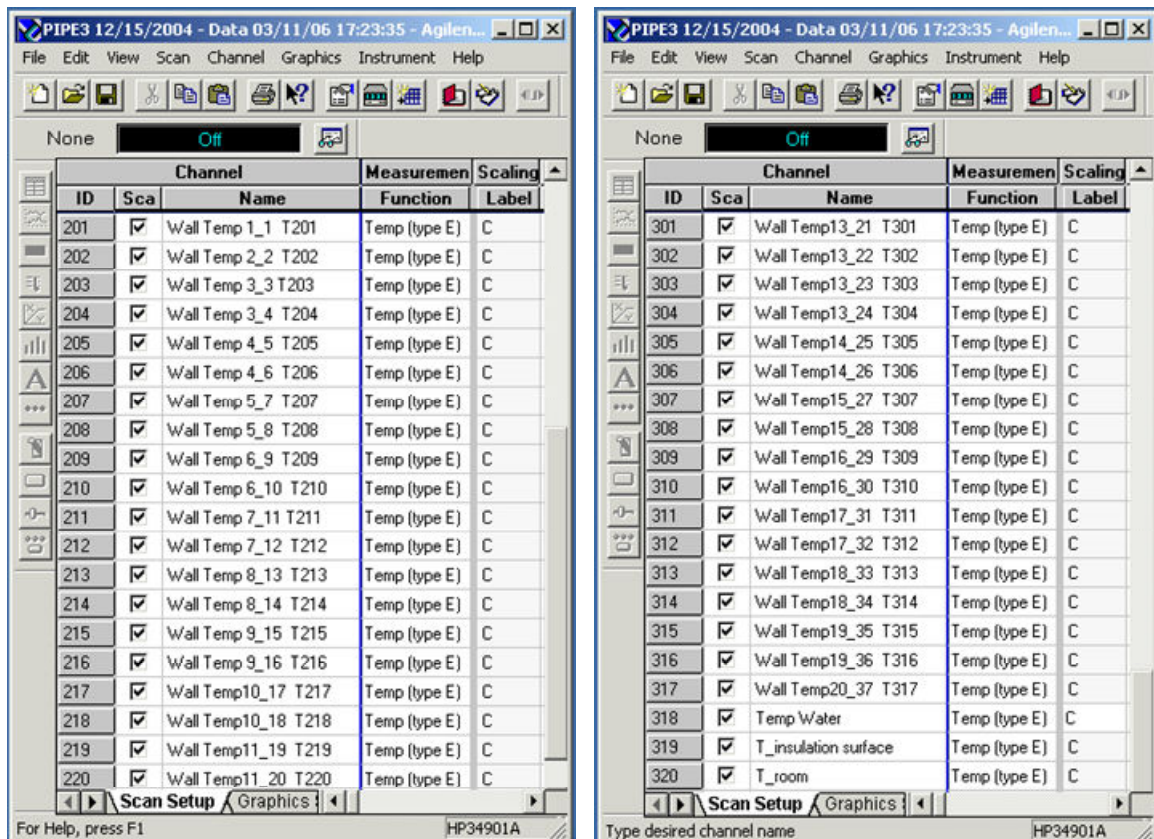 PIPE3 12/15/2004 - Data 03/11/06 17:23:35 - Agilen...
File Edit View Scan Channel Graphics Instrument Help
None Off
Channel Measuremen Scaling
ID Sca Name Function Label
201 Wall Temp 1_1 T201 Temp (type E) C
202 Wall Temp 2_2 T202 Temp (type E) C
203 Wall Temp 3_3 T203 Temp (type E) C
204 Wall Temp 3_4 T204 Temp (type E) C
205 Wall Temp 4_5 T205 Temp (type E) C
206 Wall Temp 4_6 T206 Temp (type E) C
207 Wall Temp 5_7 T207 Temp (type E) C
208 Wall Temp 5_8 T208 Temp (type E) C
209 Wall Temp 6_9 T209 Temp (type E) C
210 Wall Temp 6_10 T210 Temp (type E) C
211 Wall Temp 7_11 T211 Temp (type E) C
212 Wall Temp 7_12 T212 Temp (type E) C
213 Wall Temp 8_13 T213 Temp (type E) C
214 Wall Temp 8_14 T214 Temp (type E) C
215 Wall Temp 9_15 T215 Temp (type E) C
216 Wall Temp 9_16 T216 Temp (type E) C
217 Wall Temp10_17 T217 Temp (type E) C
218 Wall Temp10_18 T218 Temp (type E) C
219 Wall Temp11_19 T219 Temp (type E) C
220 Wall Temp11_20 T220 Temp (type E) C
Scan Setup Graphics
For Help, press F1 HP34901A
PIPE3 12/15/2004 - Data 03/11/06 17:23:35 - Agilen...
File Edit View Scan Channel Graphics Instrument Help
None Off
Channel Measuremen Scaling
ID Sca Name Function Label
301 Wall Temp13_21 T301 Temp (type E) C
302 Wall Temp13_22 T302 Temp (type E) C
303 Wall Temp13_23 T303 Temp (type E) C
304 Wall Temp13_24 T304 Temp (type E) C
305 Wall Temp14_25 T305 Temp (type E) C
306 Wall Temp14_26 T306 Temp (type E) C
307 Wall Temp15_27 T307 Temp (type E) C
308 Wall Temp15_28 T308 Temp (type E) C
309 Wall Temp16_29 T309 Temp (type E) C
310 Wall Temp16_30 T310 Temp (type E) C
311 Wall Temp17_31 T311 Temp (type E) C
312 Wall Temp17_32 T312 Temp (type E) C
313 Wall Temp18_33 T313 Temp (type E) C
314 Wall Temp18_34 T314 Temp (type E) C
315 Wall Temp19_35 T315 Temp (type E) C
316 Wall Temp19_36 T316 Temp (type E) C
317 Wall Temp20_37 T317 Temp (type E) C
318 Temp Water Temp (type E) C
319 T_insulation surface Temp (type E) C
320 T_room Temp (type E) C
Scan Setup Graphics
Type desired channel name HP34901A